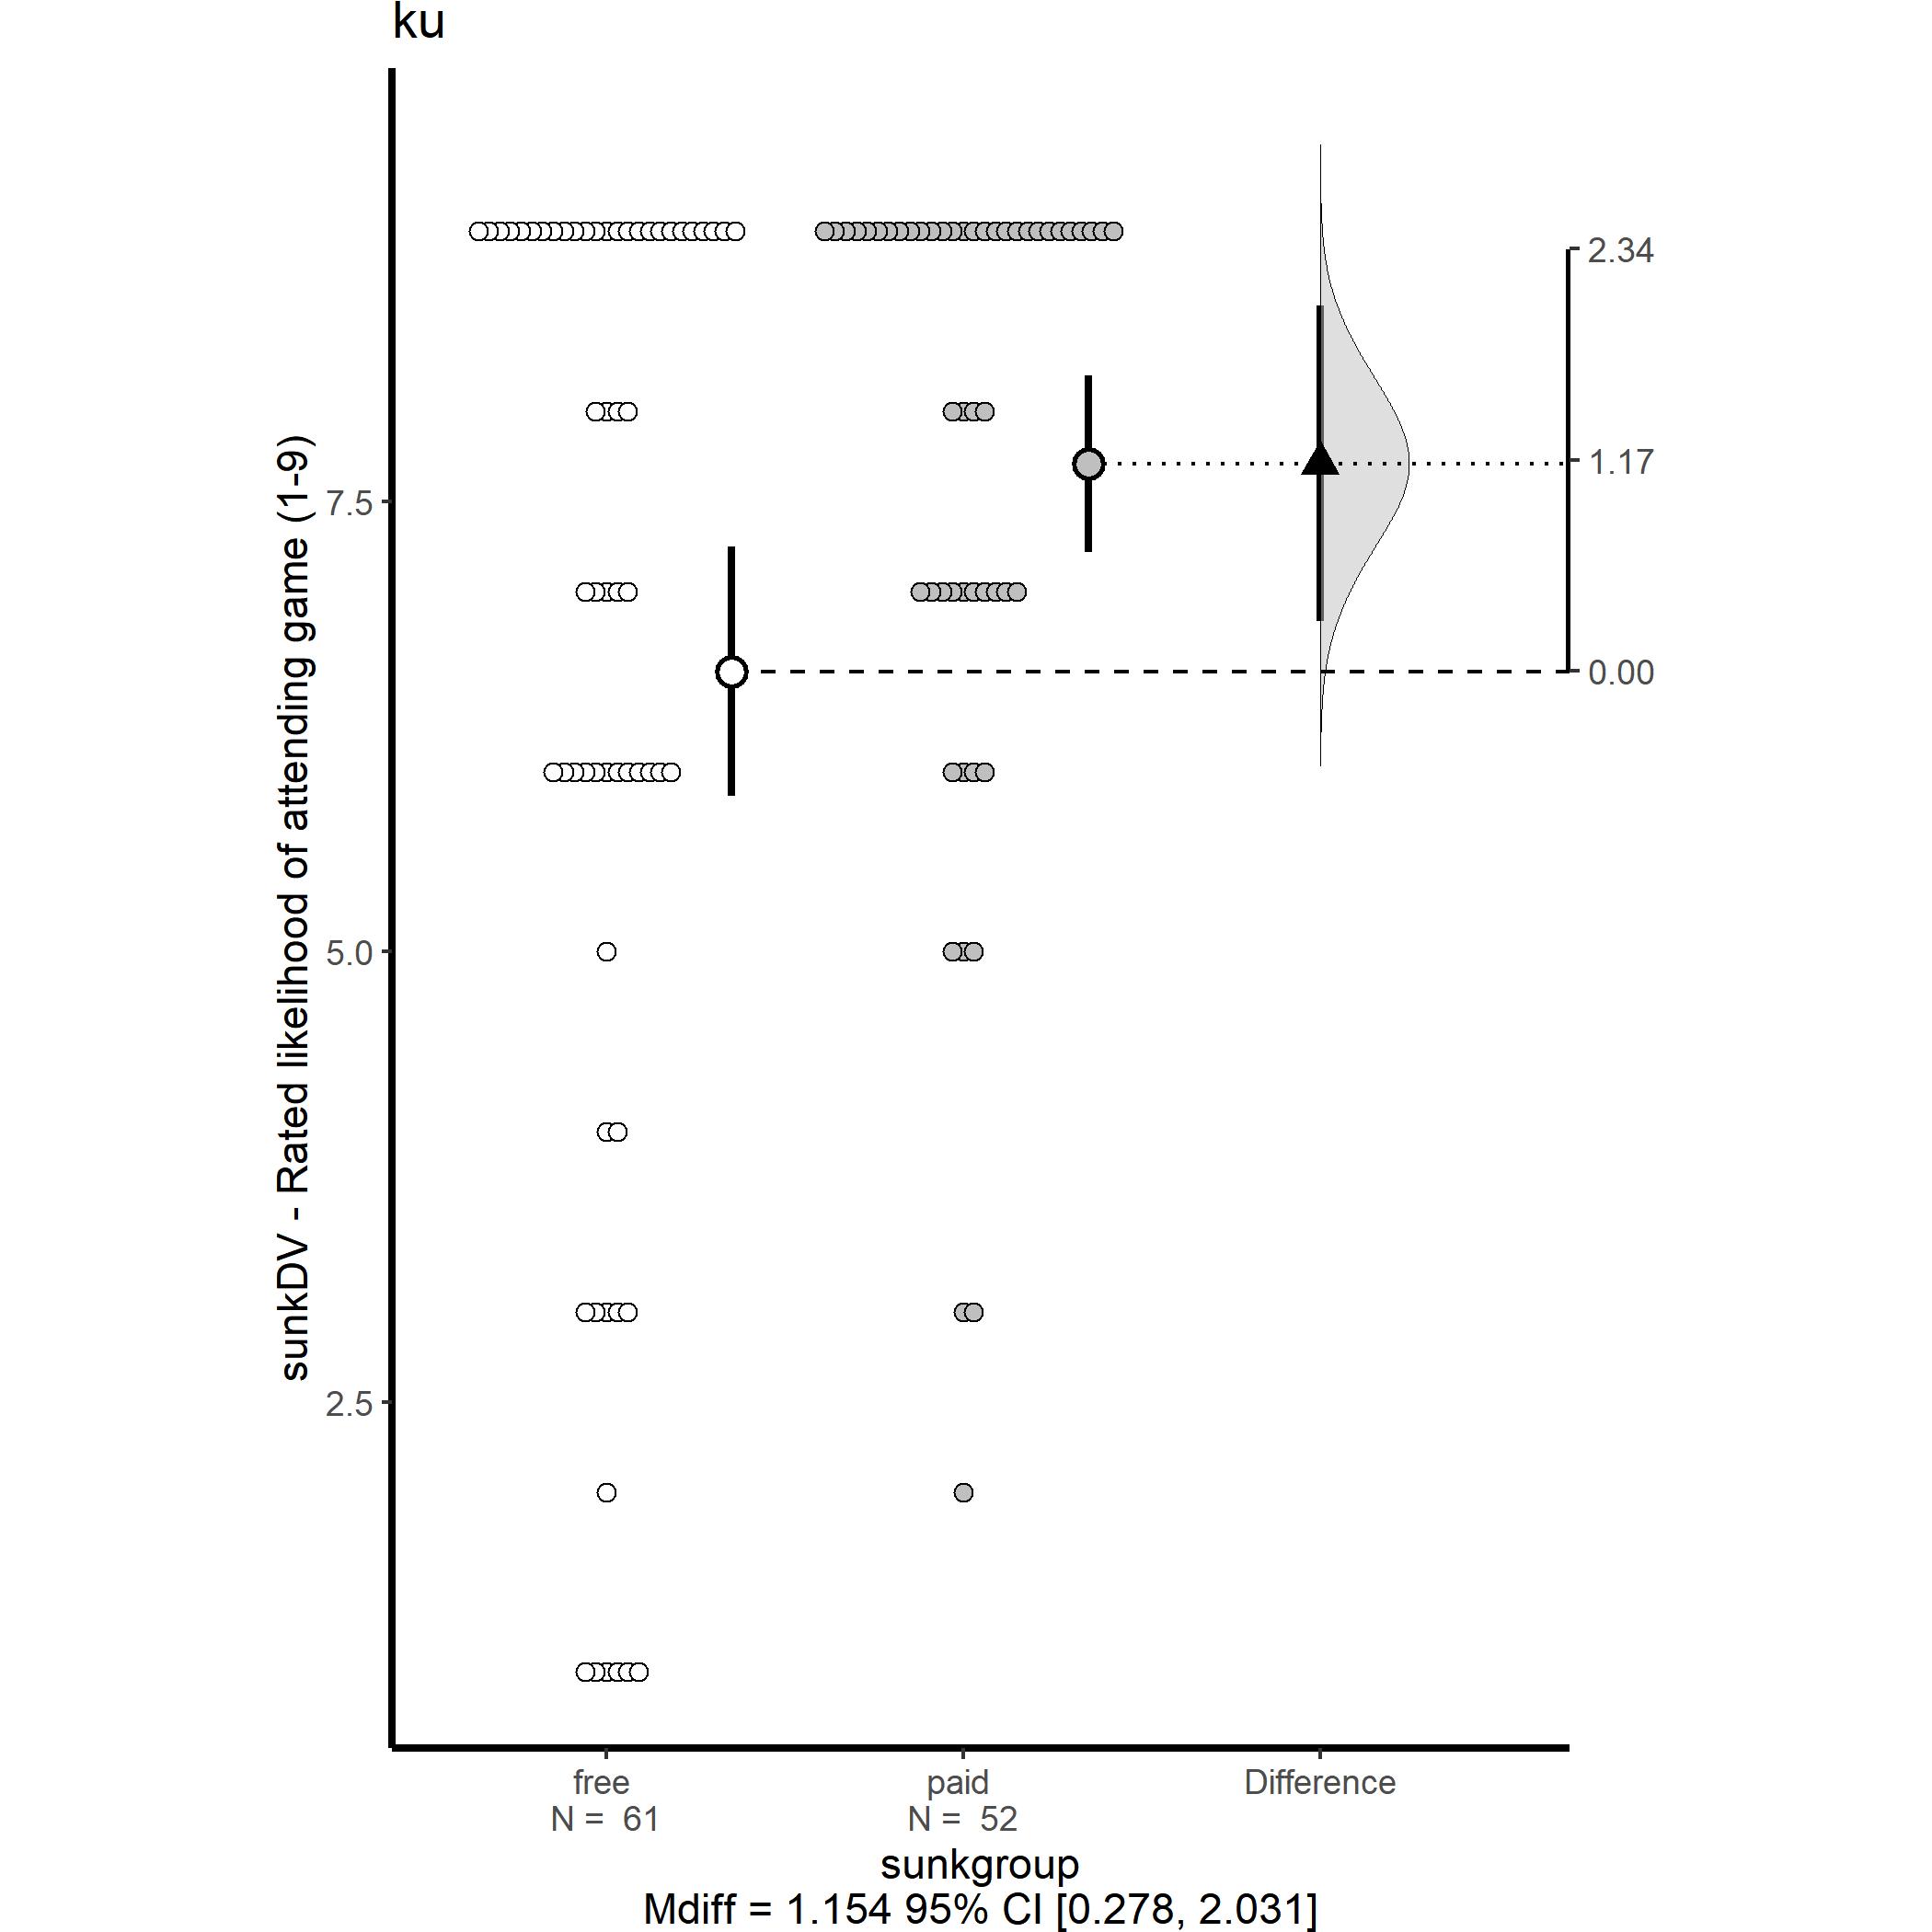 ku
sunkDV - Rated likelihood of attending game (1-9)
7.5
5.0
2.5
2.34
1.17
0.00
free
N =  61
paid
N =  52
Difference
sunkgroup
Mdiff = 1.154 95% CI [0.278, 2.031]